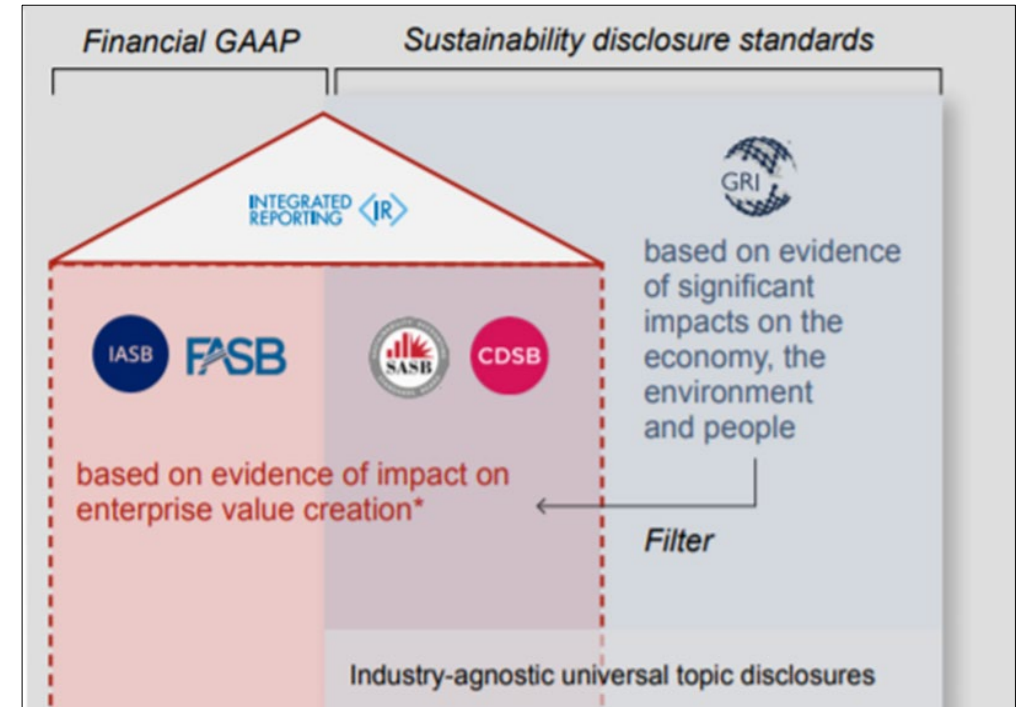 Financial GAAP
Sustainability disclosure standards
INTEGRATED
REPORTING <IR>
GRI
based on evidence
of significant
impacts on the
economy, the
environment
and people
IASB
FASB
SASB
CDSB
based on evidence of impact on
enterprise value creation*
Filter
Industry-agnostic universal topic disclosures